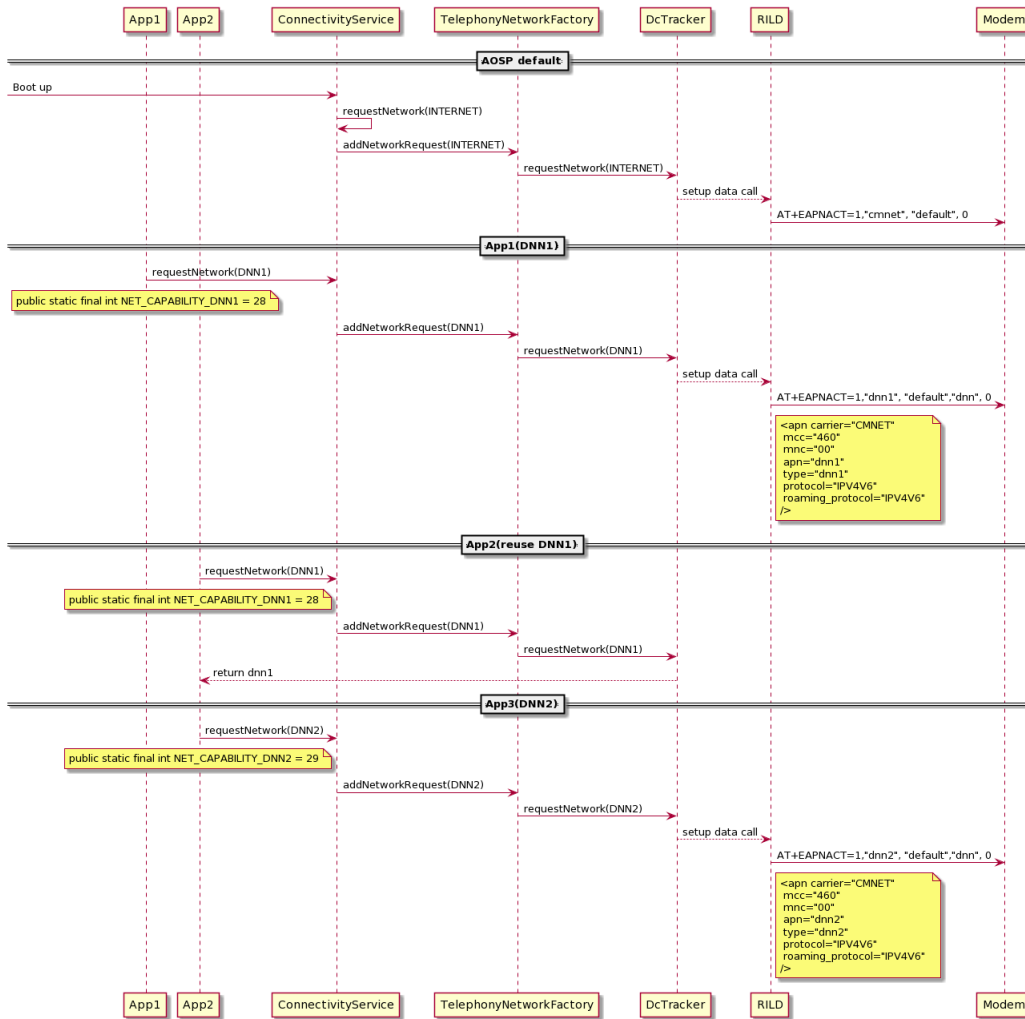 App1 App2 ConnectivityService TelephonyNetworkFactory DcTracker RILD Modem
AOSP default
Boot up
requestNetwork(INTERNET)
addNetworkRequest(INTERNET)
requestNetwork(INTERNET)
setup data call
AT+EAPNACT=1,"cmnet", "default", 0
App1(DNN1)
requestNetwork(DNN1)
public static final int NET_CAPABILITY_DNN1 = 28
addNetworkRequest(DNN1)
requestNetwork(DNN1)
setup data call
AT+EAPNACT=1,"dnn1", "default","dnn", 0
<apn carrier="CMNET"
mcc="460"
mnc="00"
apn="dnn1"
type="dnn1"
protocol="IPV4V6"
roaming_protocol="IPV4V6"
/>
App2(reuse DNN1)
requestNetwork(DNN1)
public static final int NET_CAPABILITY_DNN1 = 28
addNetworkRequest(DNN1)
requestNetwork(DNN1)
return dnn1
App3(DNN2)
requestNetwork(DNN2)
public static final int NET_CAPABILITY_DNN2 = 29
addNetworkRequest(DNN2)
requestNetwork(DNN2)
setup data call
AT+EAPNACT=1,"dnn2", "default","dnn", 0
<apn carrier="CMNET"
mcc="460"
mnc="00"
apn="dnn2"
type="dnn2"
protocol="IPV4V6"
roaming_protocol="IPV4V6"
/>
App1 App2 ConnectivityService TelephonyNetworkFactory DcTracker RILD Modem